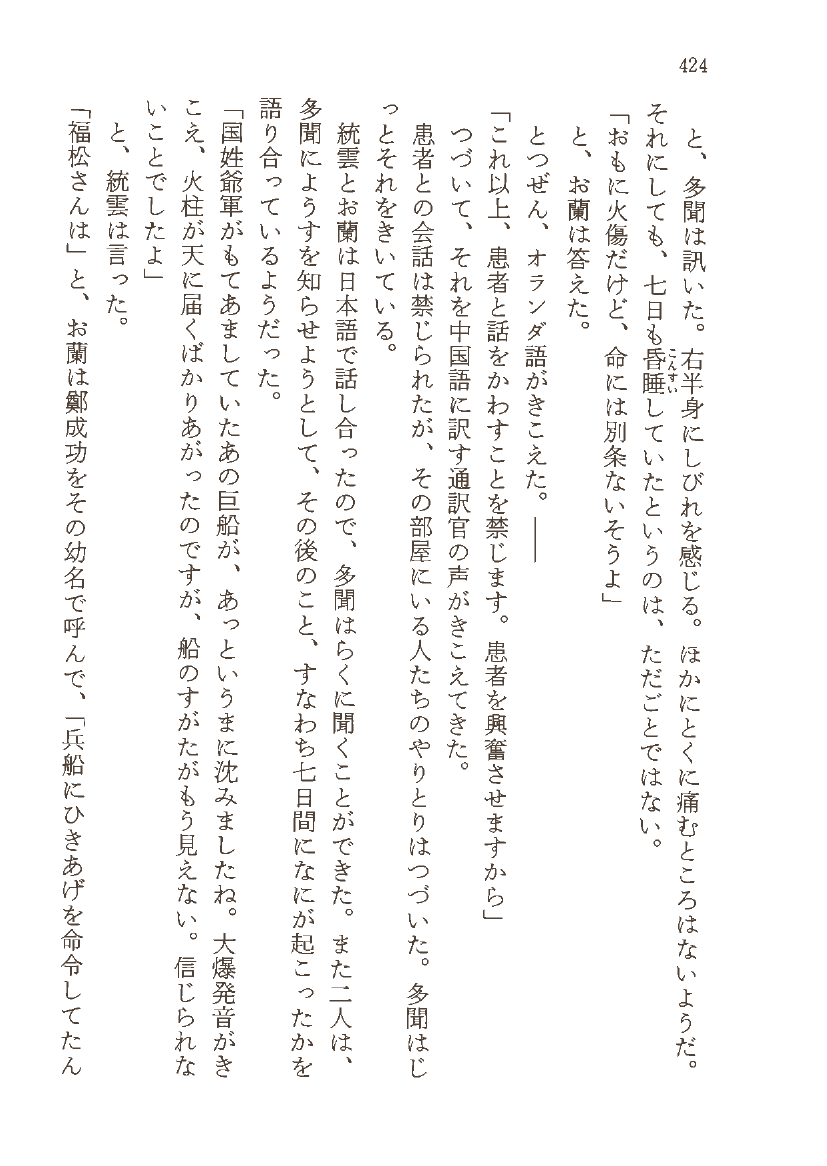 424
と、多聞は訊いた。右半身にしびれを感じる。ほかにとくに痛むところはないようだ。
それにしても、七日も昏睡していたというのは、ただごとではない。
こんすい
「おもに火傷だけど、命には別条ないそうよ」
と、お蘭は答えた。
とつぜん、オランダ語がきこえた。――
「これ以上、患者と話をかわすことを禁じます。患者を興奮させますから」
つづいて、それを中国語に訳す通訳官の声がきこえてきた。
患者との会話は禁じられたが、その部屋にいる人たちのやりとりはつづいた。多聞はじ
っとそれをきいている。
統雲とお蘭は日本語で話し合ったので、多聞はらくに聞くことができた。また二人は、
多聞にようすを知らせようとして、その後のこと、すなわち七日間になにが起こったかを
語り合っているようだった。
「国姓爺軍がもてあましていたあの巨船が、あっというまに沈みましたね。大爆発音がき
こえ、火柱が天に届くばかりあがったのですが、船のすがたがもう見えない。信じられな
いことでしたよ」
と、統雲は言った。
「福松さんは」と、お蘭は鄭成功をその幼名で呼んで、「兵船にひきあげを命令してたん